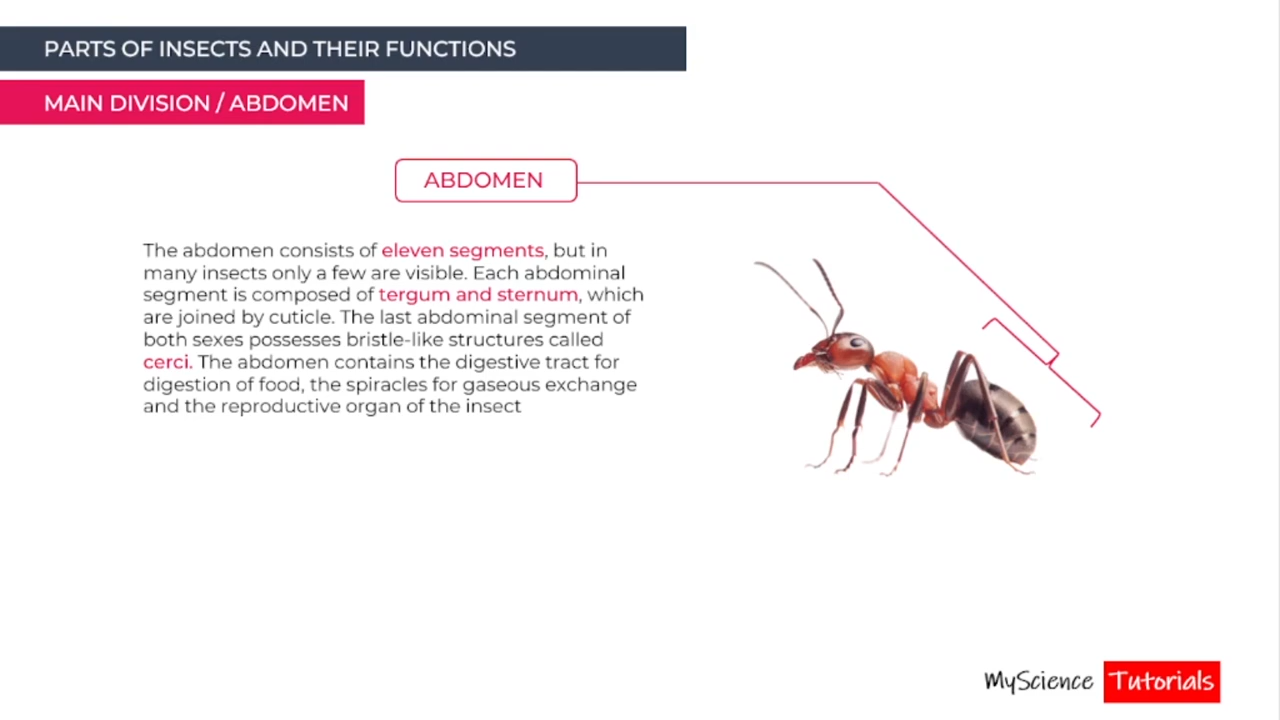 PARTS OF INSECTS AND THEIR FUNCTIONS
MAIN DIVISION / ABDOMEN
ABDOMEN
The abdomen consists of eleven segments, but in
many insects only a few are visible. Each abdominal
segment is composed of tergum and sternum, which
are joined by cuticle. The last abdominal segment of
both sexes possesses bristle-like structures called
cerci. The abdomen contains the digestive tract for
digestion of food, the spiracles for gaseous exchange
and the reproductive organ of the insect
MyScience Tutorials